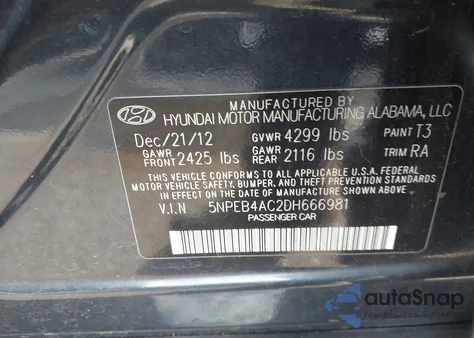 MANUFACTURED BY
HYUNDAI MOTOR MANUFACTURING ALABAMA, LLC
Dec/21/12 GVWR 4299 lbs PAINT T3
GAWR FRONT 2425 lbs GAWR REAR 2116 lbs TRIM RA
THIS VEHICLE CONFORMS TO ALL APPLICABLE
U.S. FEDERAL MOTOR VEHICLE SAFETY, BUMPER, AND
THEFT PREVENTION STANDARDS IN EFFECT ON THE
DATE OF MANUFACTURE SHOWN ABOVE.
V.I.N 5NPEB4AC2DH666981
PASSENGER CAR
autoSnap